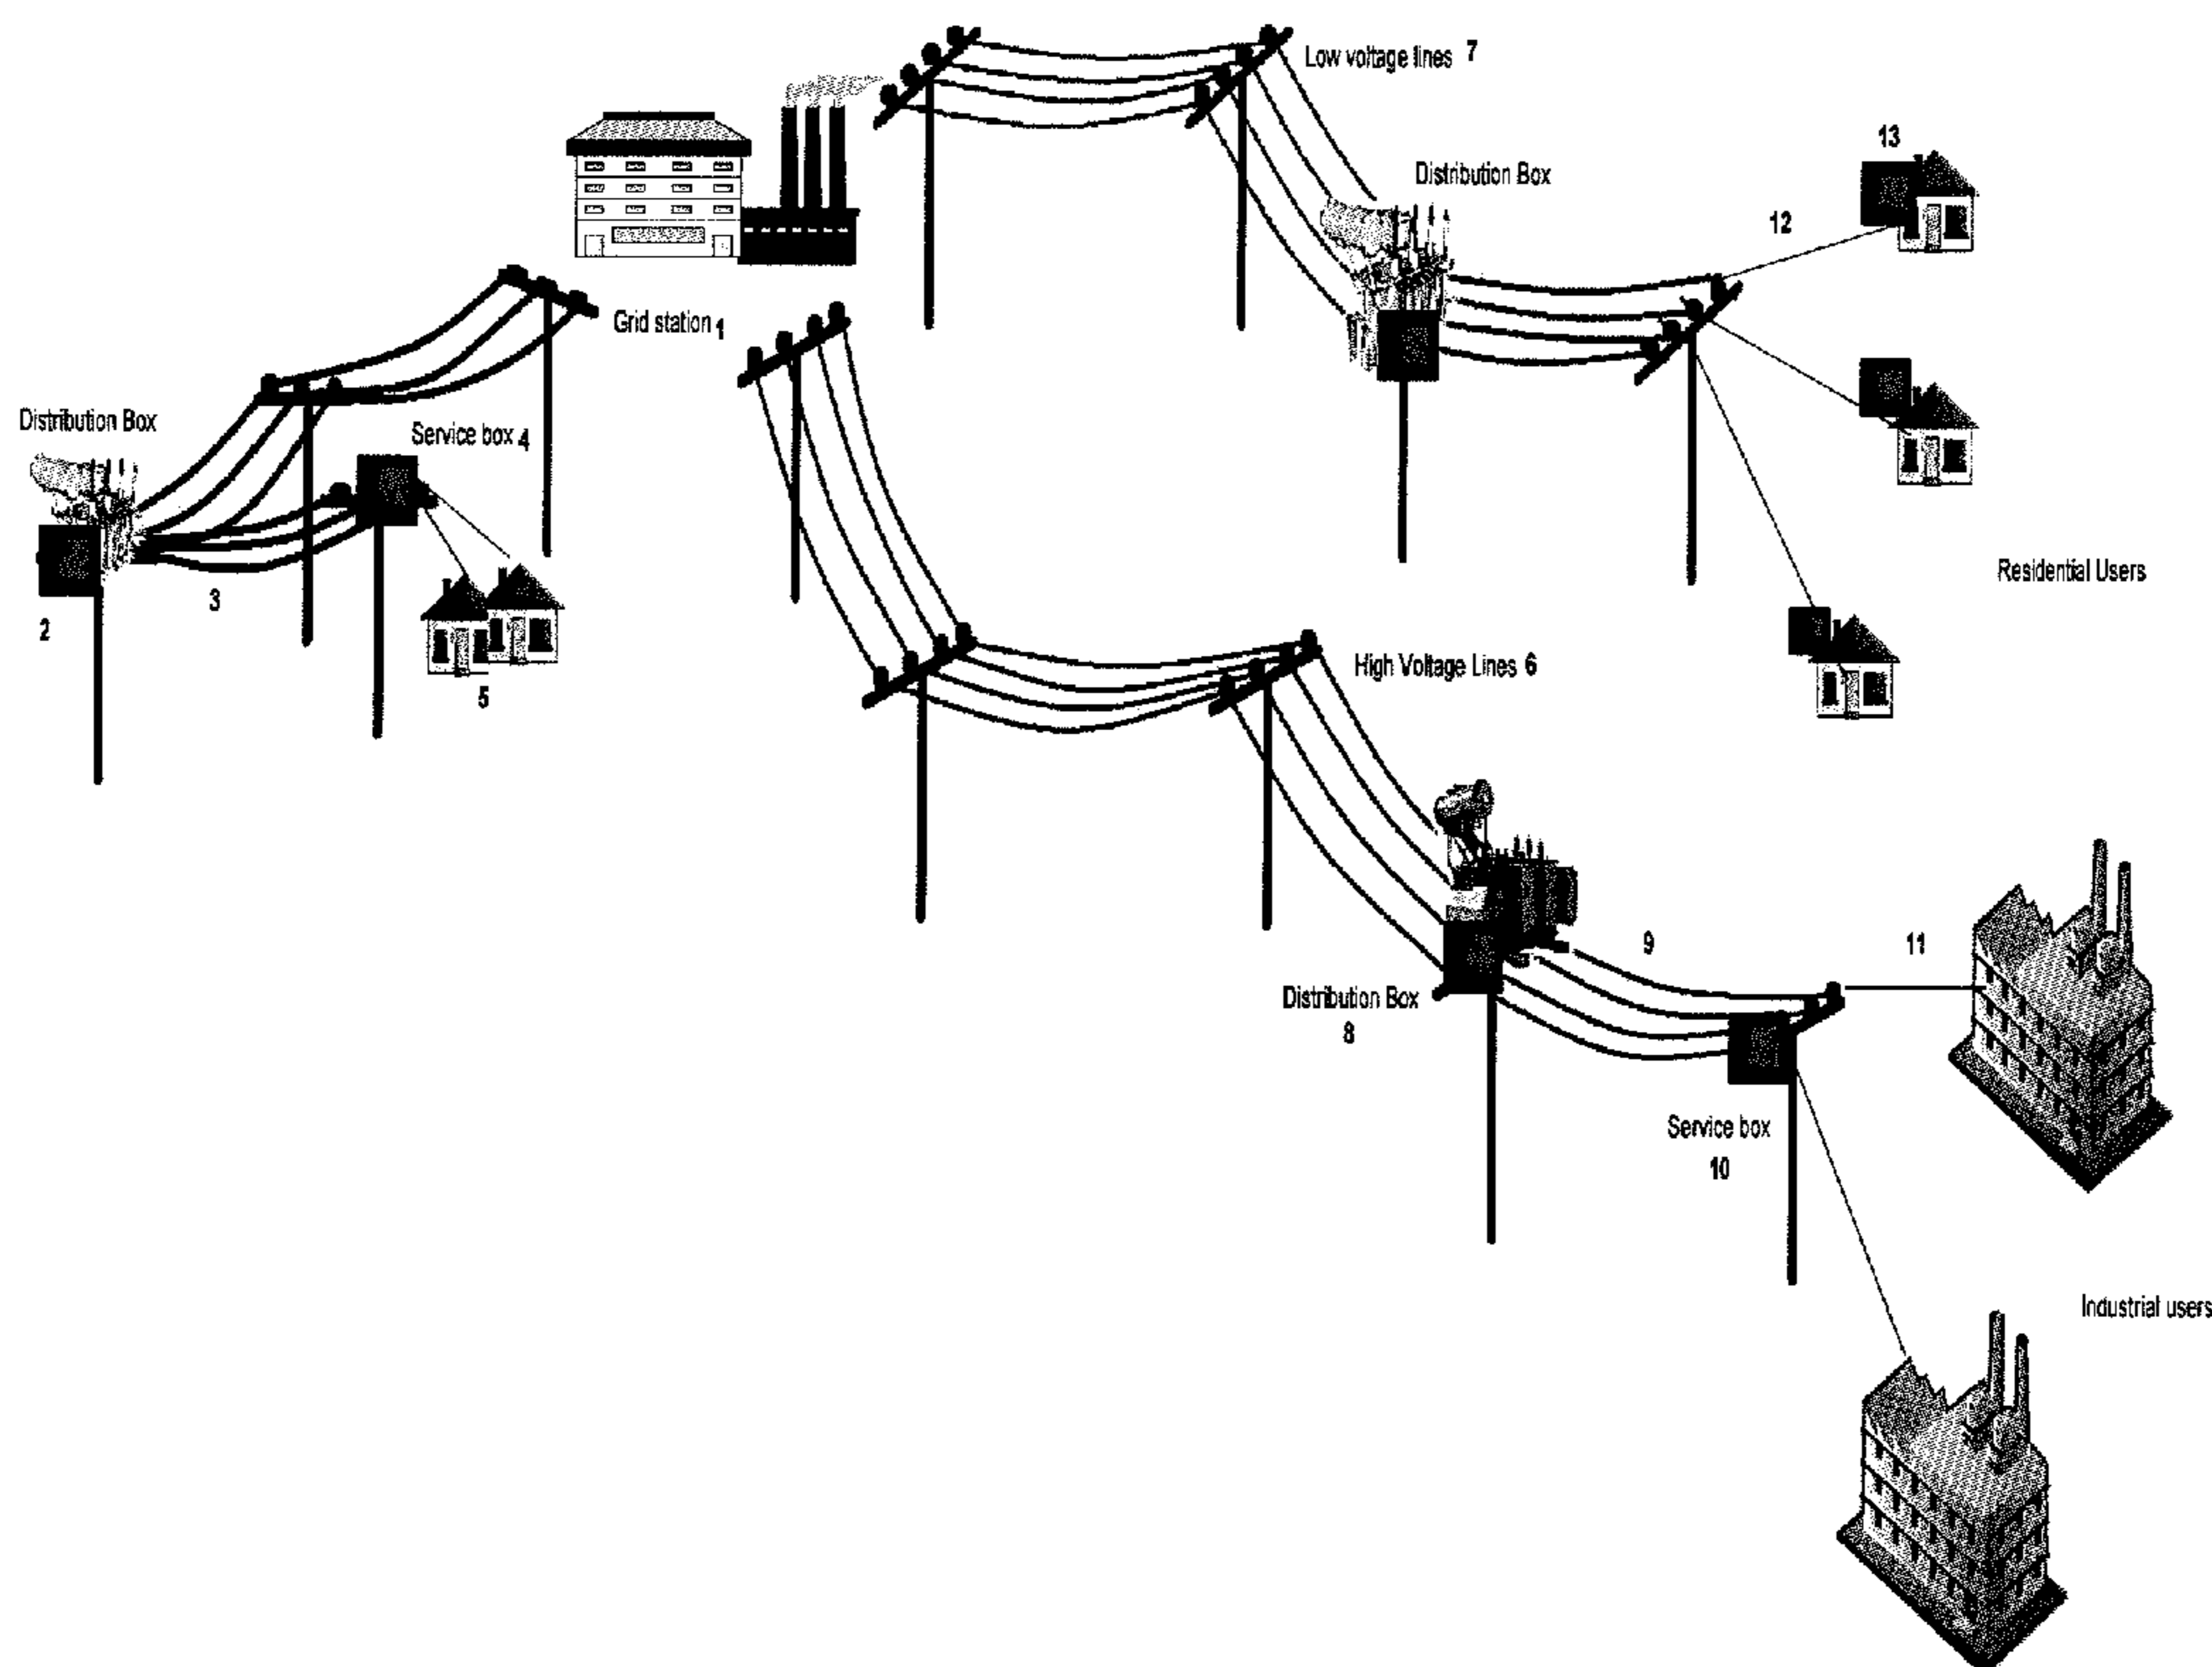 Low voltage lines 7
13
Distribution Box
12
Grid station 1
Distribution Box
Service box 4
Residential Users
3
2
High Voltage Lines 6
5
9
11
Distribution Box
8
Service box
10
Industrial users